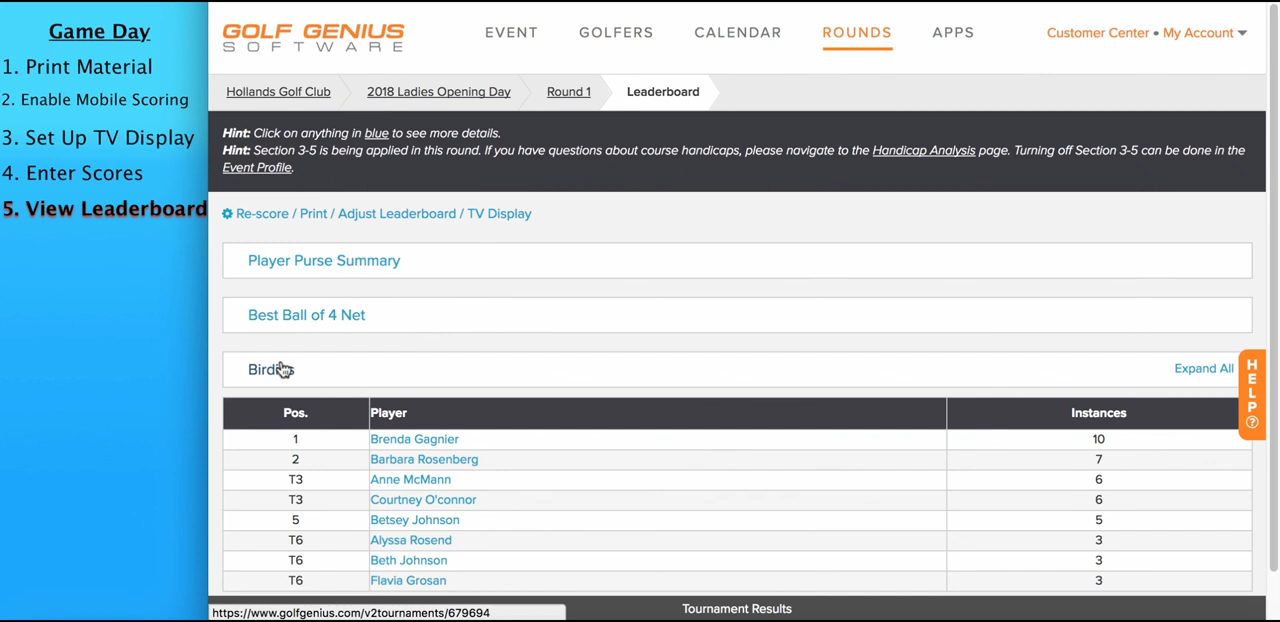 Game Day
1. Print Material
2. Enable Mobile Scoring
3. Set Up TV Display
4. Enter Scores
5. View Leaderboard
GOLF GENIUS
SOFTWARE
EVENT GOLFERS CALENDAR ROUNDS APPS
Customer Center • My Account
Hollands Golf Club 2018 Ladies Opening Day Round 1 Leaderboard
Hint: Click on anything in blue to see more details.
Hint: Section 3-5 is being applied in this round. If you have questions about course handicaps, please navigate to the Handicap Analysis page. Turning off Section 3-5 can be done in the
Event Profile.
Re-score / Print / Adjust Leaderboard / TV Display
Player Purse Summary
Best Ball of 4 Net
Birdies Expand All
HELP?
Pos. Player Instances
1 Brenda Gagnier 10
2 Barbara Rosenberg 7
T3 Anne McMann 6
T3 Courtney O'connor 6
5 Betsey Johnson 5
T6 Alyssa Rosend 3
T6 Beth Johnson 3
T6 Flavia Grosan 3
Tournament Results
https://www.golfgenius.com/v2tournaments/679694